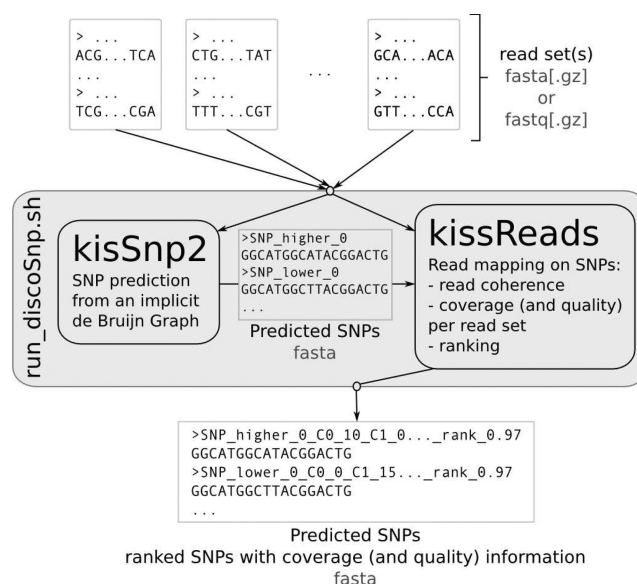 > ...
ACG...TCA
...
> ...
TCG...CGA
> ...
CTG...TAT
> ...
TTT...CGT
...
> ...
GCA...ACA
...
> ...
GTT...CCA
read set(s)
fasta[.gz]
or
fastq[.gz]
run_discoSnp.sh
kisSnp2
SNP prediction
from an implicit
de Bruijn Graph
>SNP_higher_0
GGCATGGCATACGGACTG
>SNP_lower_0
GGCATGGCTTACGGACTG
...
Predicted SNPs
fasta
kissReads
Read mapping on SNPs:
- read coherence
- coverage (and quality)
per read set
- ranking
>SNP_higher_0_C0_10_C1_0..._rank_0.97
GGCATGGCATACGGACTG
>SNP_lower_0_C0_0_C1_15..._rank_0.97
GGCATGGCTTACGGACTG
...
Predicted SNPs
ranked SNPs with coverage (and quality) information
fasta